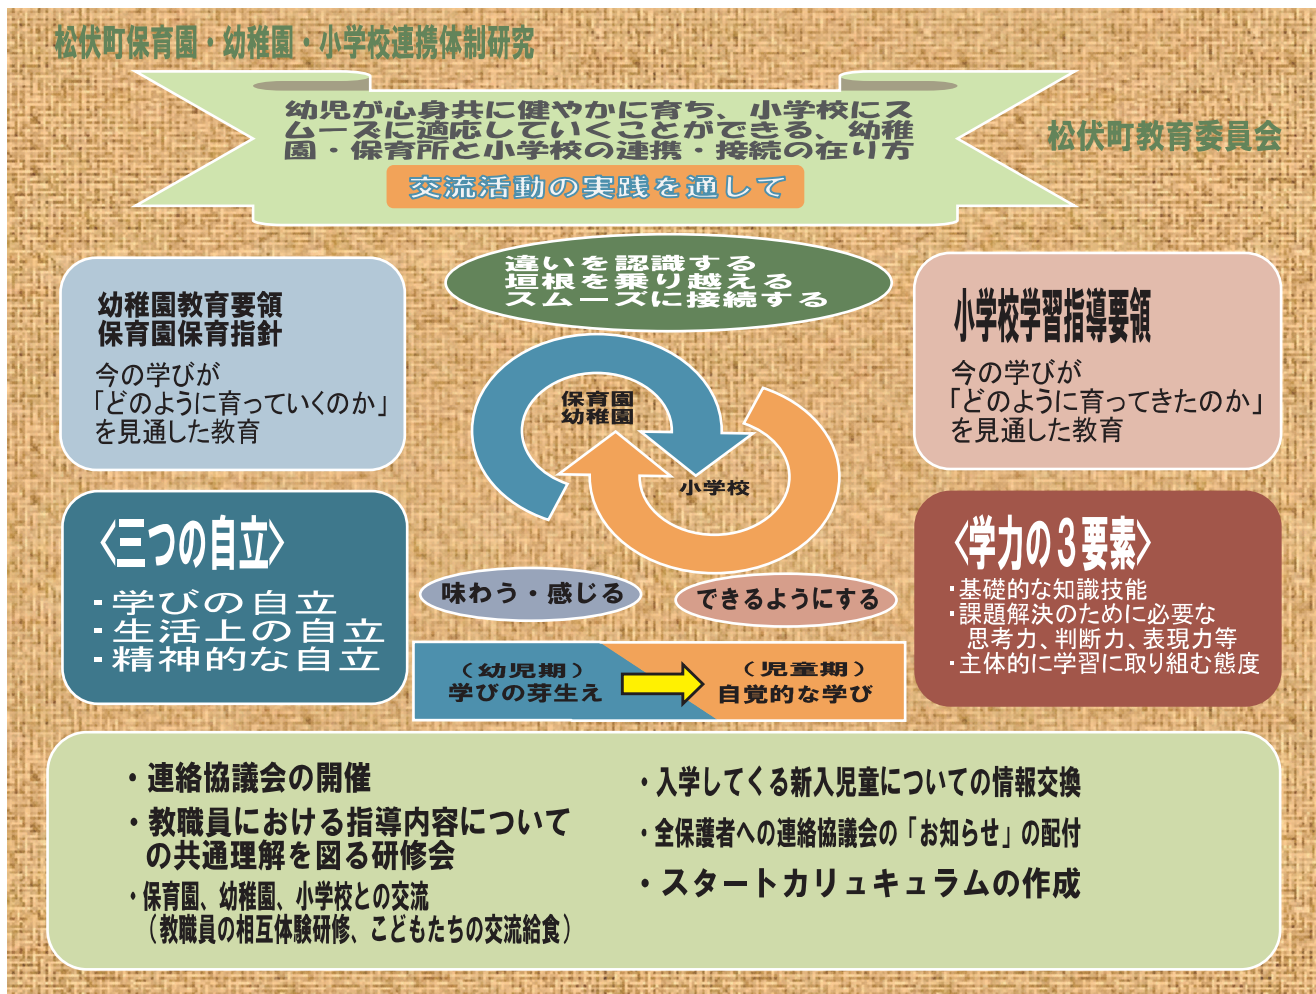 松伏町保育園・幼稚園・小学校連携体制研究
幼児が心身共に健やかに育ち、小学校にス
ムーズに適応していくことができる、幼稚
園・保育所と小学校の連携・接続の在り方
交流活動の実践を通して
松伏町教育委員会
違いを認識する
垣根を乗り越える
スムーズに接続する
幼稚園教育要領
保育園保育指針
今の学びが
「どのように育っていくのか」
を見通した教育
保育園
幼稚園
小学校
小学校学習指導要領
今の学びが
「どのように育ってきたのか」
を見通した教育
〈三つの自立〉
・学びの自立
・生活上の自立
・精神的な自立
味わう・感じる
できるようにする
(幼児期)
学びの芽生え
(児童期)
自覚的な学び
〈学力の3要素〉
・基礎的な知識技能
・課題解決のために必要な
思考力、判断力、表現力等
・主体的に学習に取り組む態度
・連絡協議会の開催
・教職員における指導内容について
の共通理解を図る研修会
・保育園、幼稚園、小学校との交流
(教職員の相互体験研修、こどもたちの交流給食)
・入学してくる新入児童についての情報交換
・全保護者への連絡協議会の「お知らせ」の配付
・スタートカリュキュラムの作成